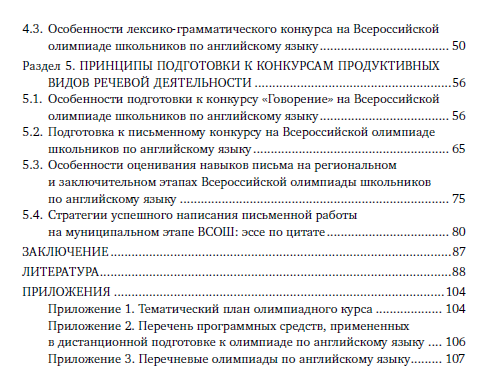 4.3. Особенности лексико-грамматического конкурса на Всероссийской
олимпиаде школьников по английскому языку........................................ 50
Раздел 5. ПРИНЦИПЫ ПОДГОТОВКИ К КОНКУРСАМ ПРОДУКТИВНЫХ
ВИДОВ РЕЧЕВОЙ ДЕЯТЕЛЬНОСТИ ........................................................ 56
5.1. Особенности подготовки к конкурсу «Говорение» на Всероссийской
олимпиаде школьников по английскому языку........................................ 56
5.2. Подготовка к письменному конкурсу на Всероссийской олимпиаде
школьников по английскому языку........................................................... 65
5.3. Особенности оценивания навыков письма на региональном
и заключительном этапах Всероссийской олимпиады школьников
по английскому языку ............................................................................... 75
5.4. Стратегии успешного написания письменной работы
на муниципальном этапе ВСОШ: эссе по цитате...................................... 80
ЗАКЛЮЧЕНИЕ................................................................................................ 87
ЛИТЕРАТУРА.................................................................................................. 88
ПРИЛОЖЕНИЯ ............................................................................................. 104
Приложение 1. Тематический план олимпиадного курса .................... 104
Приложение 2. Перечень программных средств, примененных
в дистанционной подготовке к олимпиаде по английскому языку .... 106
Приложение 3. Перечневые олимпиады по английскому языку......... 107